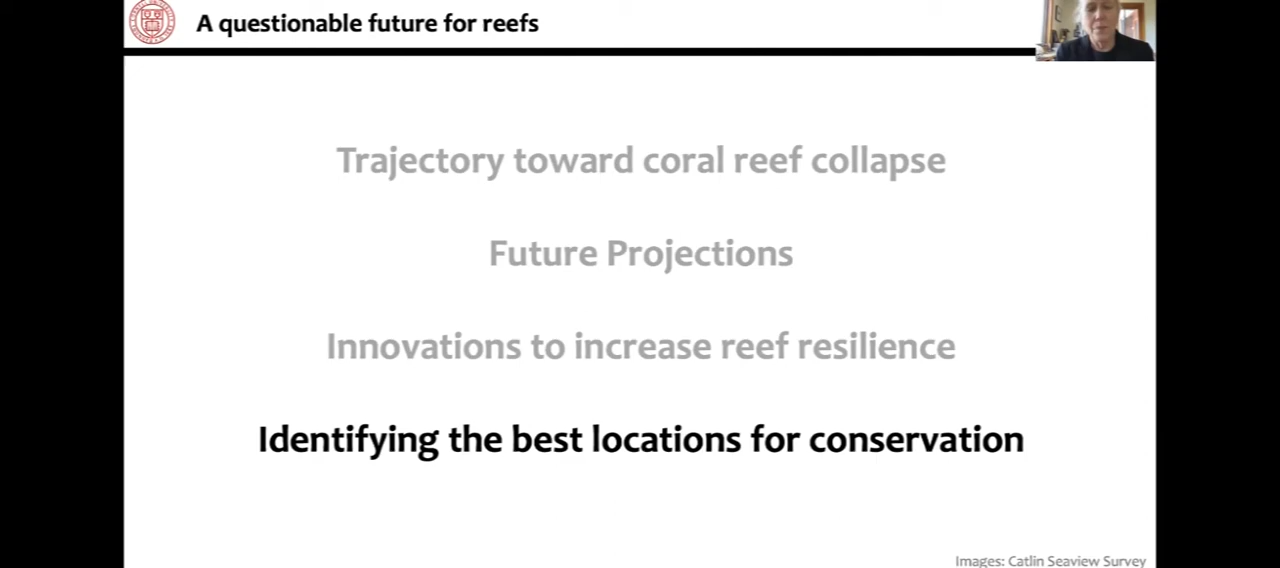 A questionable future for reefs
Trajectory toward coral reef collapse
Future Projections
Innovations to increase reef resilience
Identifying the best locations for conservation
Images: Catlin Seaview Survey